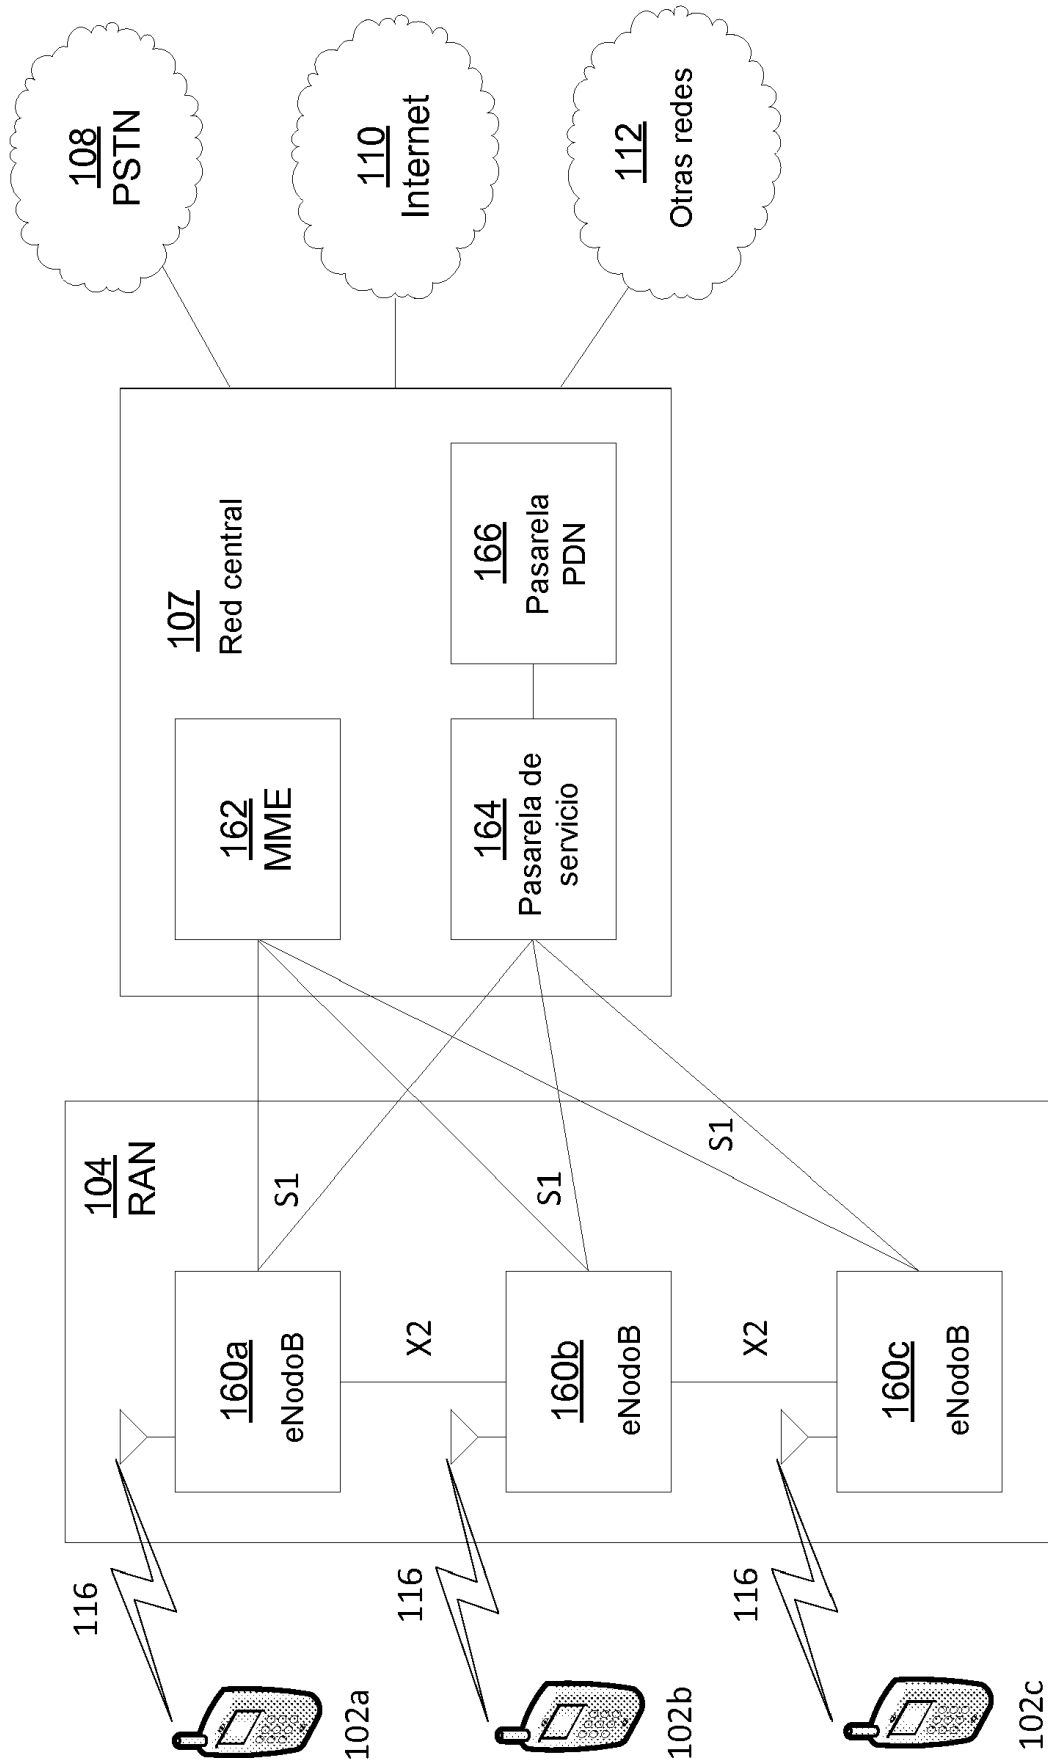 104
RAN
107
Red central
108
PSTN
110
Internet
112
Otras redes
162
MME
164
Pasarela de
servicio
166
Pasarela
PDN
116
102a
160a
eNodoB
S1
X2
116
102b
160b
eNodoB
S1
X2
116
102c
160c
eNodoB
S1